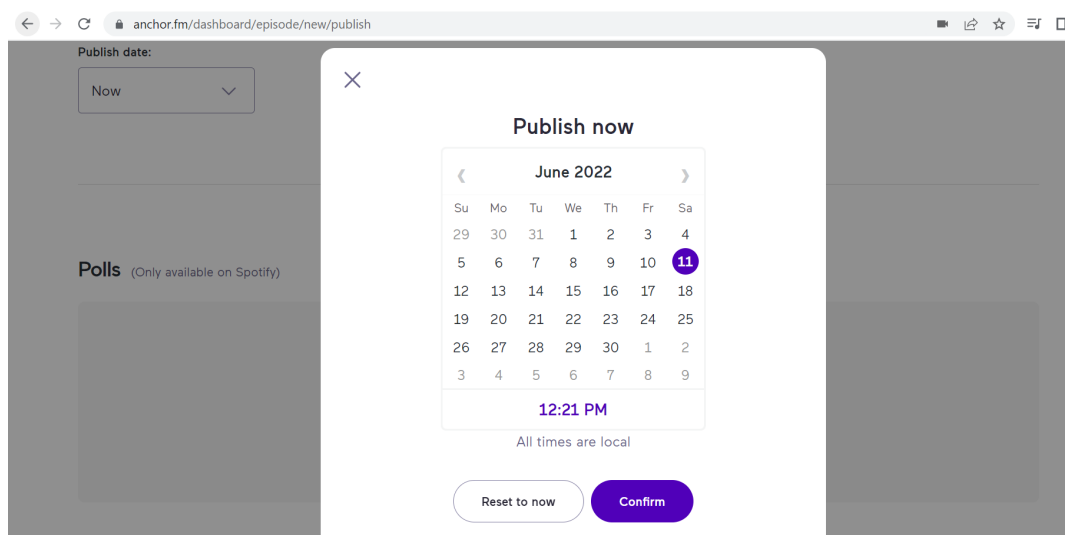 anchor.fm/dashboard/episode/new/publish
Publish date:
Now
Publish now
June 2022
Su Mo Tu We Th Fr Sa
29 30 31 1 2 3 4
5 6 7 8 9 10 11
12 13 14 15 16 17 18
19 20 21 22 23 24 25
26 27 28 29 30 1 2
3 4 5 6 7 8 9
12:21 PM
All times are local
Reset to now Confirm
Polls (Only available on Spotify)